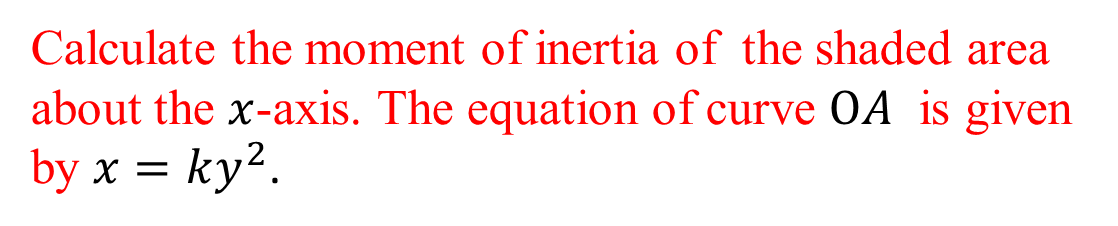 Calculate the moment of inertia of the shaded area
about the x-axis. The equation of curve OA is given
by x = ky².